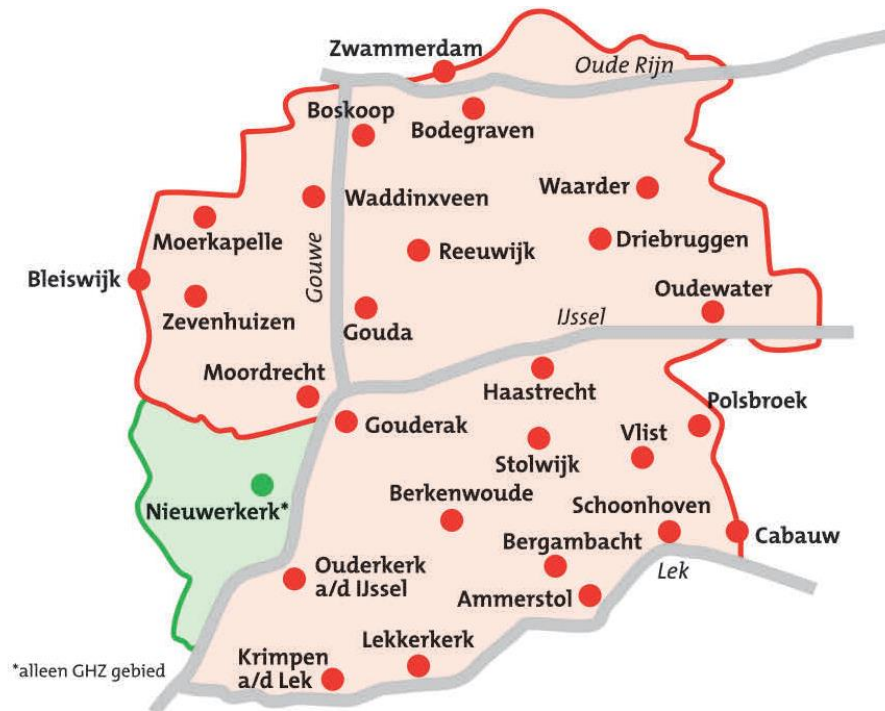 Zwammerdam
Oude Rijn
Boskoop
Bodegraven
Waarder
Waddinxveen
Moerkapelle
Driebruggen
Reeuwijk
Gouwe
Bleiswijk
Oudewater
Zevenhuizen
Gouda
IJssel
Moordrecht
Haastrecht
Polsbroek
Gouderak
Vlist
Stolwijk
Berkenwoude
Nieuwerkerk*
Schoonhoven
Cabauw
Bergambacht
Ouderkerk
a/d IJssel
Lek
Ammerstol
Lekkerkerk
*alleen GHZ gebied
Krimpen
a/d Lek